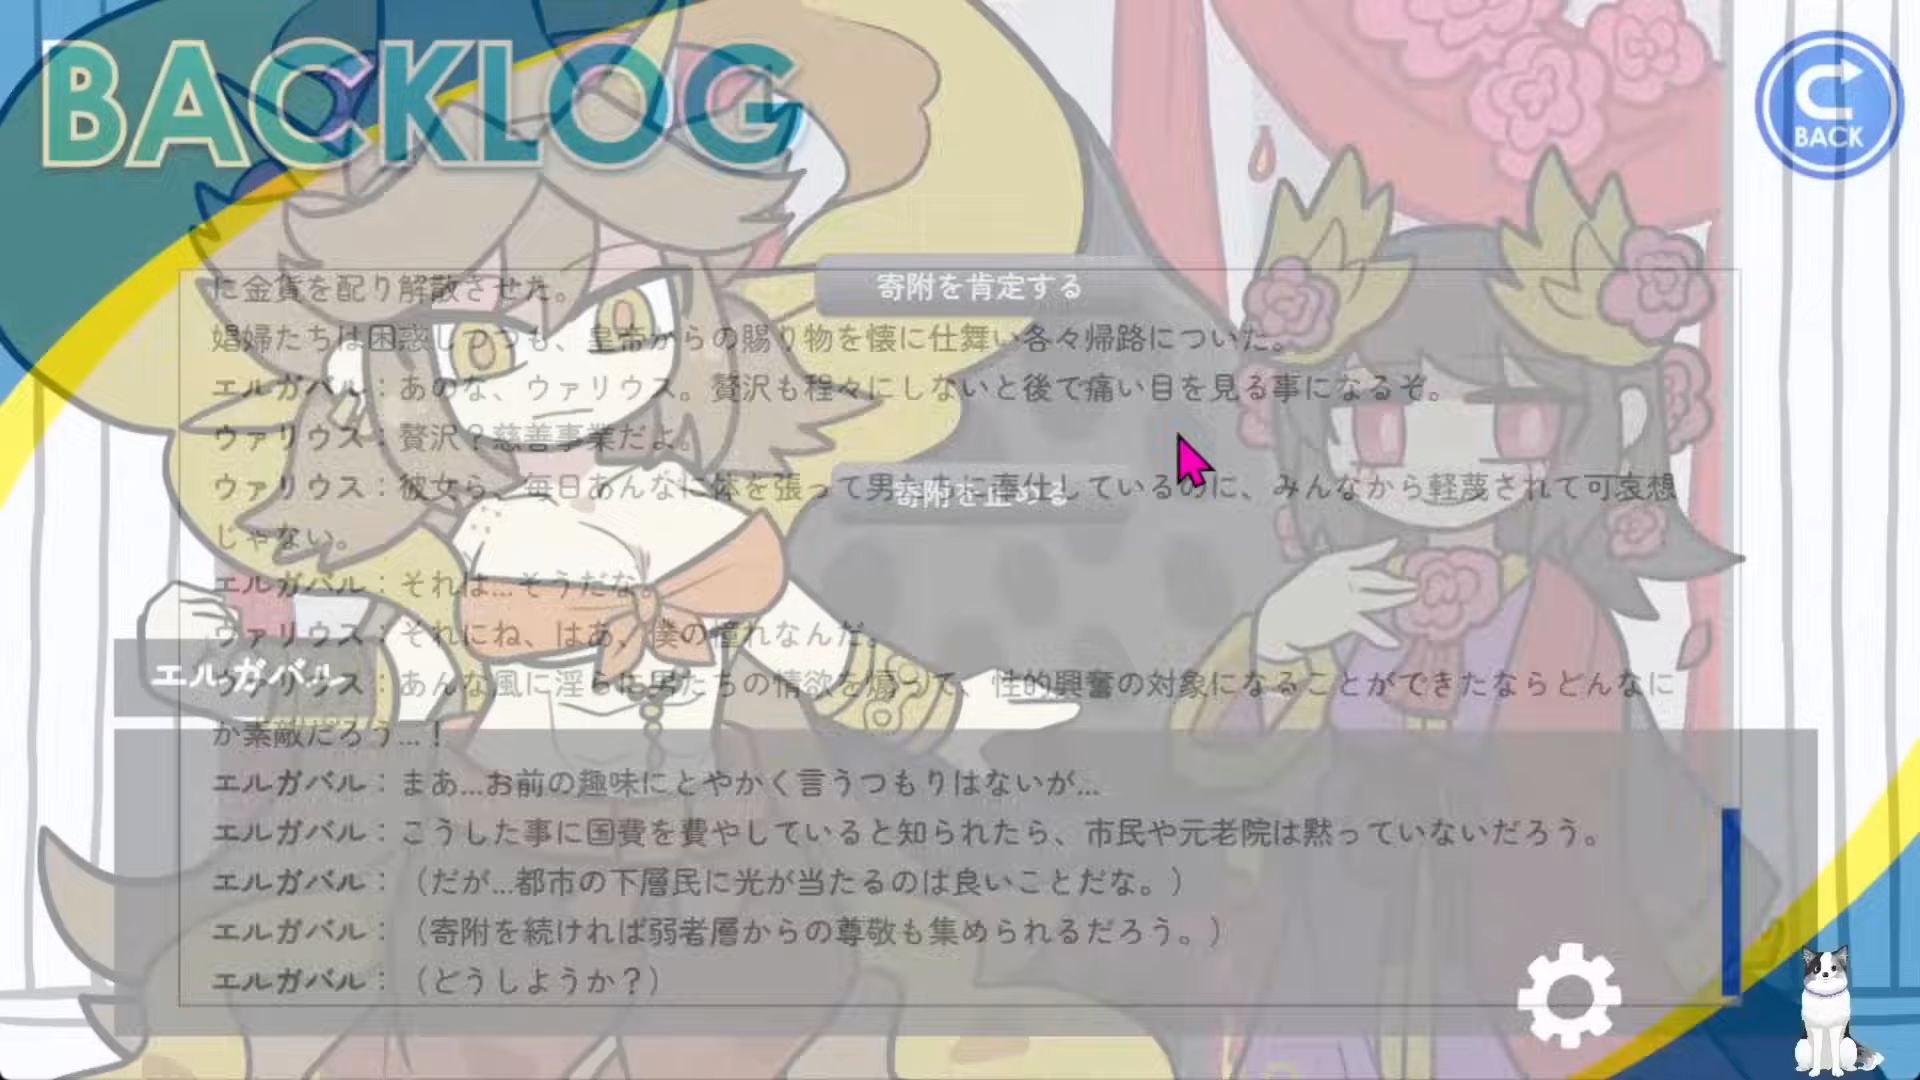 BACKLOG
BACK
に金貨を配り解散させた。
寄附を肯定する
娼婦たちは困惑しつつも、皇帝からの賜り物を懐に仕舞い各々帰路についた。
エルガバル：あのな、ウァリウス。贅沢も程々にしないと後で痛い目を見る事になるぞ。
ウァリウス：贅沢？慈善事業だよ。
ウァリウス：彼女ら、毎日あんなに体を張って男たちに奉仕しているのに、みんなから軽蔑されて可哀想
寄附を止める
じゃない。
エルガバル：それは…そうだな。
ウァリウス：それにね、はあ、僕の憧れなんだ。
エルガバル
ウァリウス：あんな風に淫らに男たちの情欲を煽って、性的興奮の対象になることができたならどんなに
か素敵だろう…！
エルガバル：まあ…お前の趣味にとやかく言うつもりはないが…
エルガバル：こうした事に国費を費やしていると知られたら、市民や元老院は黙っていないだろう。
エルガバル：（だが…都市の下層民に光が当たるのは良いことだな。）
エルガバル：（寄附を続ければ弱者層からの尊敬も集められるだろう。）
エルガバル：（どうしようか？）